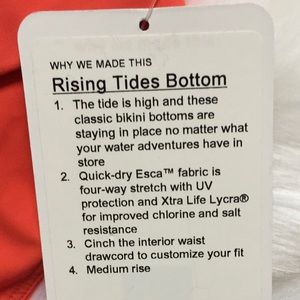 WHY WE MADE THIS
Rising Tides Bottom
1. The tide is high and these
classic bikini bottoms are
staying in place no matter what
your water adventures have in
store
2. Quick-dry Esca™ fabric is
four-way stretch with UV
protection and Xtra Life Lycra®
for improved chlorine and salt
resistance
3. Cinch the interior waist
drawcord to customize your fit
4. Medium rise